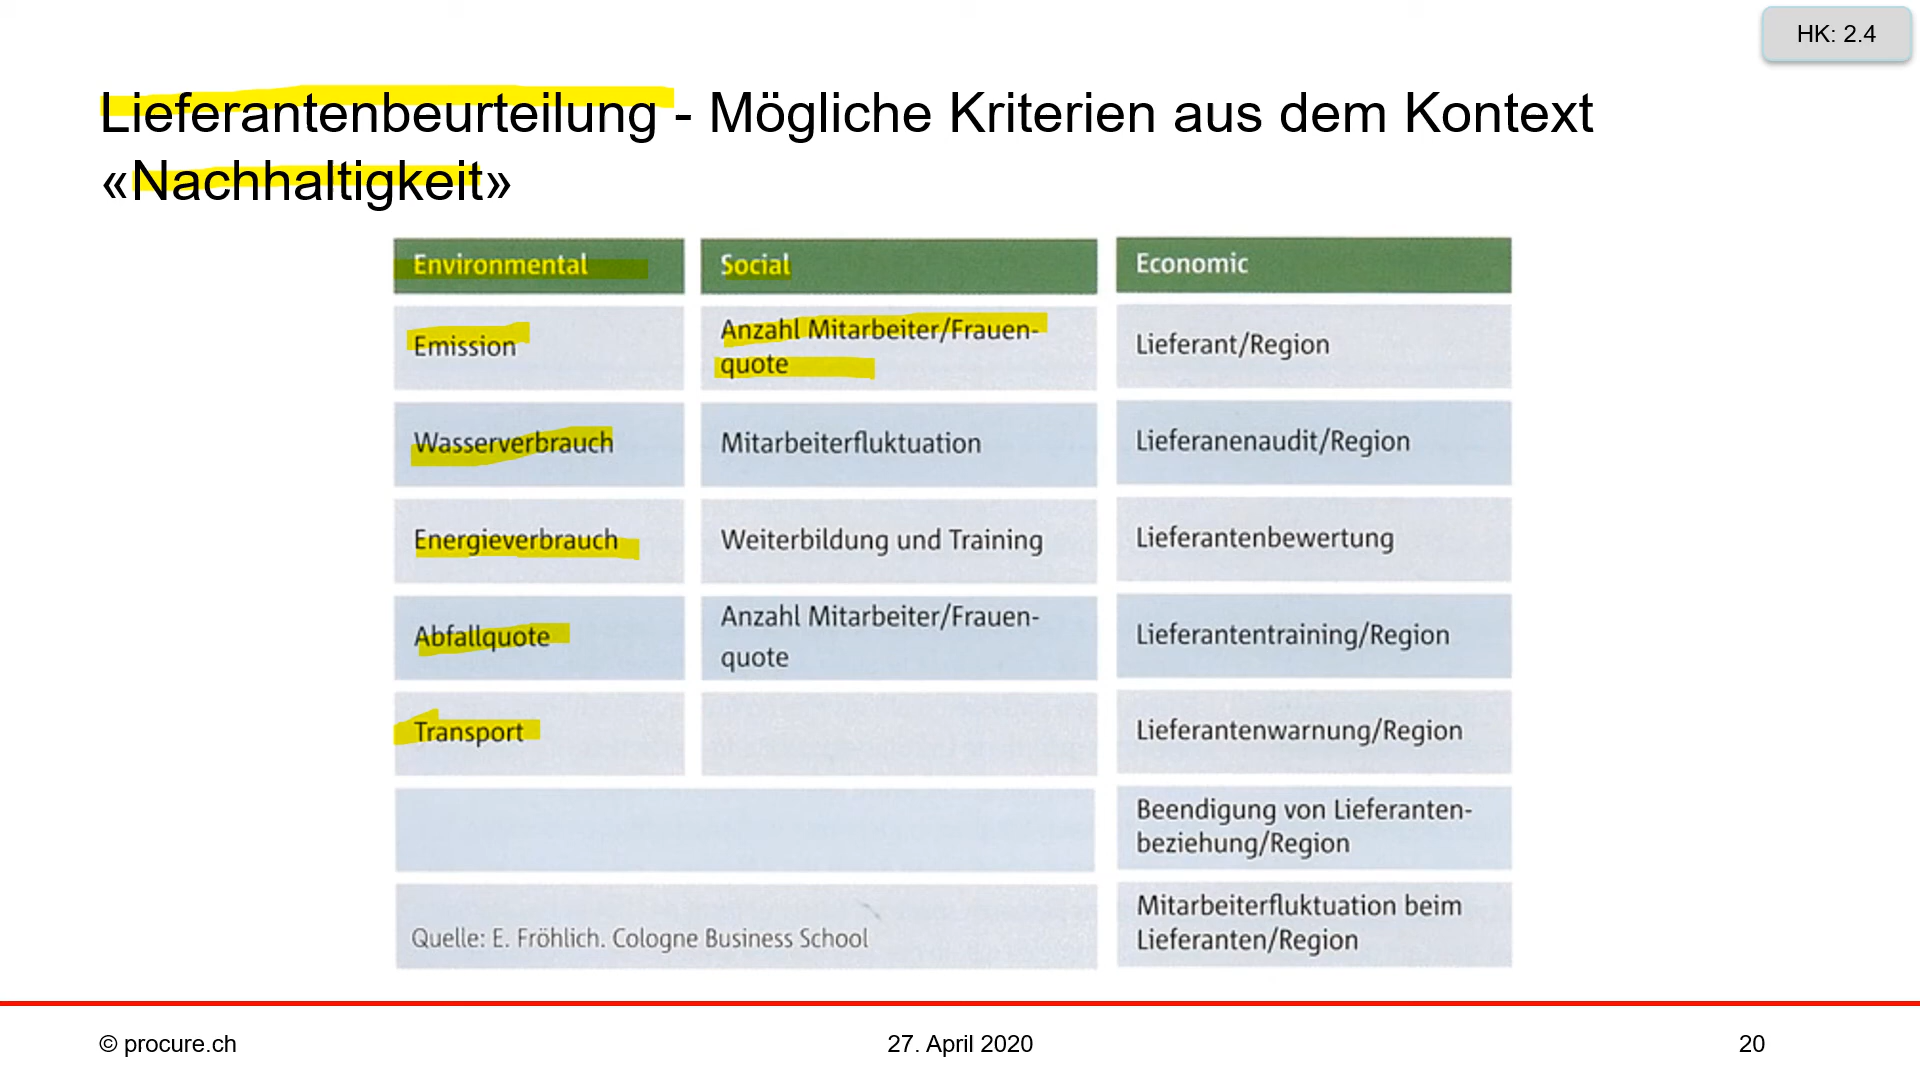 HK: 2.4
Lieferantenbeurteilung - Mögliche Kriterien aus dem Kontext
«Nachhaltigkeit»
Environmental
Social
Economic
Emission
Anzahl Mitarbeiter/Frauen-
quote
Lieferant/Region
Wasserverbrauch
Mitarbeiterfluktuation
Lieferanenaudit/Region
Energieverbrauch
Weiterbildung und Training
Lieferantenbewertung
Abfallquote
Anzahl Mitarbeiter/Frauen-
quote
Lieferantentraining/Region
Transport
Lieferantenwarnung/Region
Beendigung von Lieferanten-
beziehung/Region
Quelle: E. Fröhlich. Cologne Business School
Mitarbeiterfluktuation beim
Lieferanten/Region
© procure.ch
27. April 2020
20